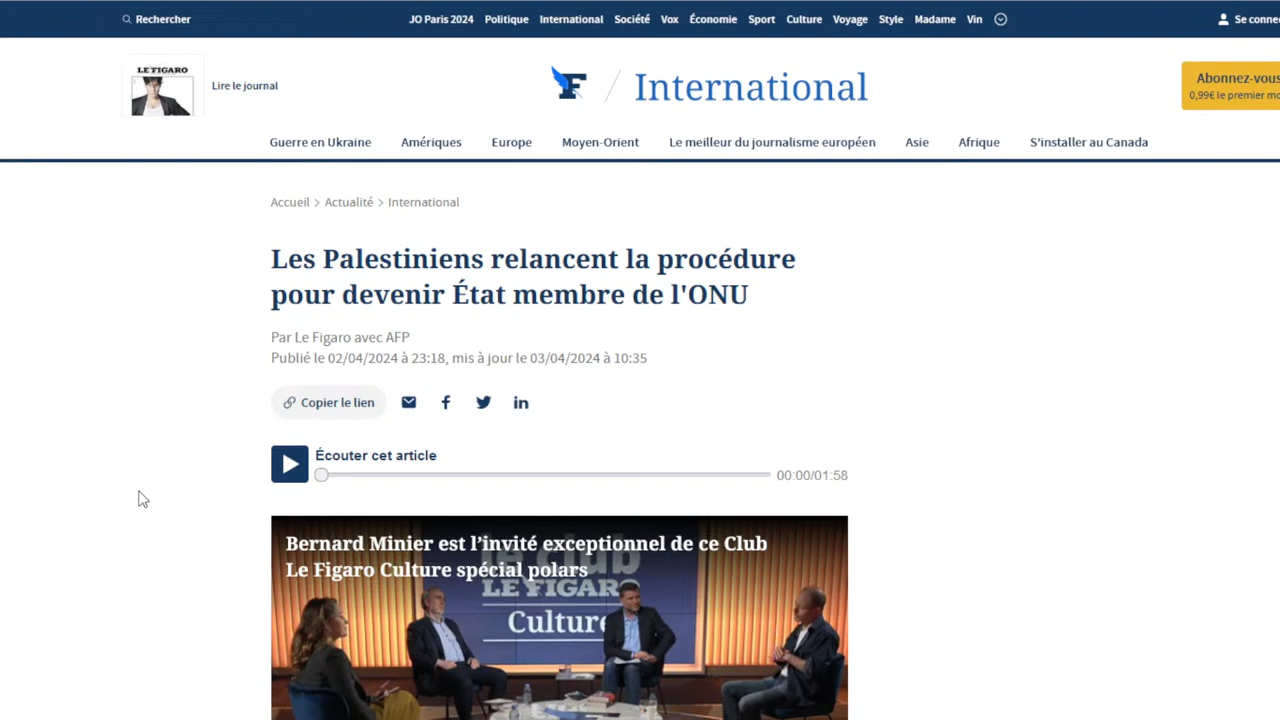 Rechercher
JO Paris 2024 Politique International Société Vox Économie Sport Culture Voyage Style Madame Vin
Se connec
LE FIGARO
Lire le journal
F / International
Abonnez-vous
0,99€ le premier mo
Guerre en Ukraine Amériques Europe Moyen-Orient Le meilleur du journalisme européen Asie Afrique S'installer au Canada
Accueil > Actualité > International
Les Palestiniens relancent la procédure
pour devenir État membre de l'ONU
Par Le Figaro avec AFP
Publié le 02/04/2024 à 23:18, mis à jour le 03/04/2024 à 10:35
Copier le lien
Écouter cet article
00:00/01:58
Bernard Minier est l’invité exceptionnel de ce Club
Le Figaro Culture spécial polars
le club
LE FIGARO
Culture